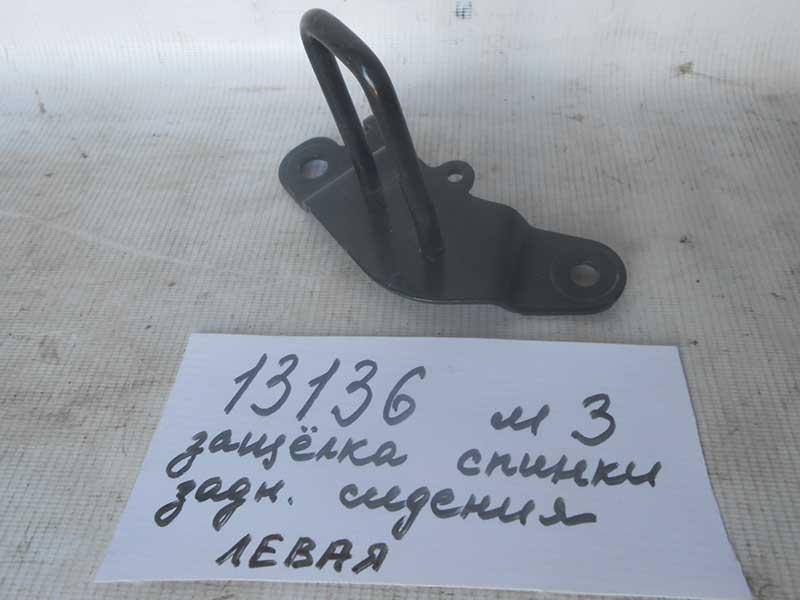 13136 м 3
защёлка спинки
задн. сидения
ЛЕВАЯ